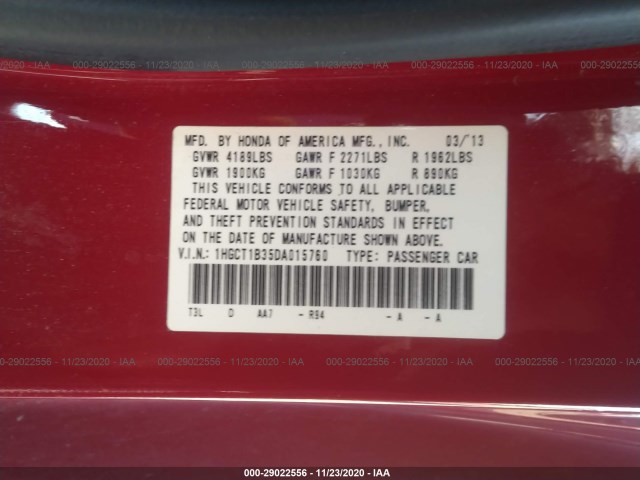 000-29022556 - 11/23/2020 - IAA
MFD. BY HONDA OF AMERICA MFG., INC. 03/'13
GVWR 4189LBS GAWR F 2271LBS R 1962LBS
GVWR 1900KG GAWR F 1030KG R 890KG
THIS VEHICLE CONFORMS TO ALL APPLICABLE
FEDERAL MOTOR VEHICLE SAFETY, BUMPER,
AND THEFT PREVENTION STANDARDS IN EFFECT
ON THE DATE OF MANUFACTURE SHOWN ABOVE.
V.I.N.: 1HGCT1B35DA015760 TYPE: PASSENGER CAR
T3L D AA7 - R94 - A - A
000-29022556 - 11/23/2020 - IAA
000-29022556 - 11/23/2020 - IAA